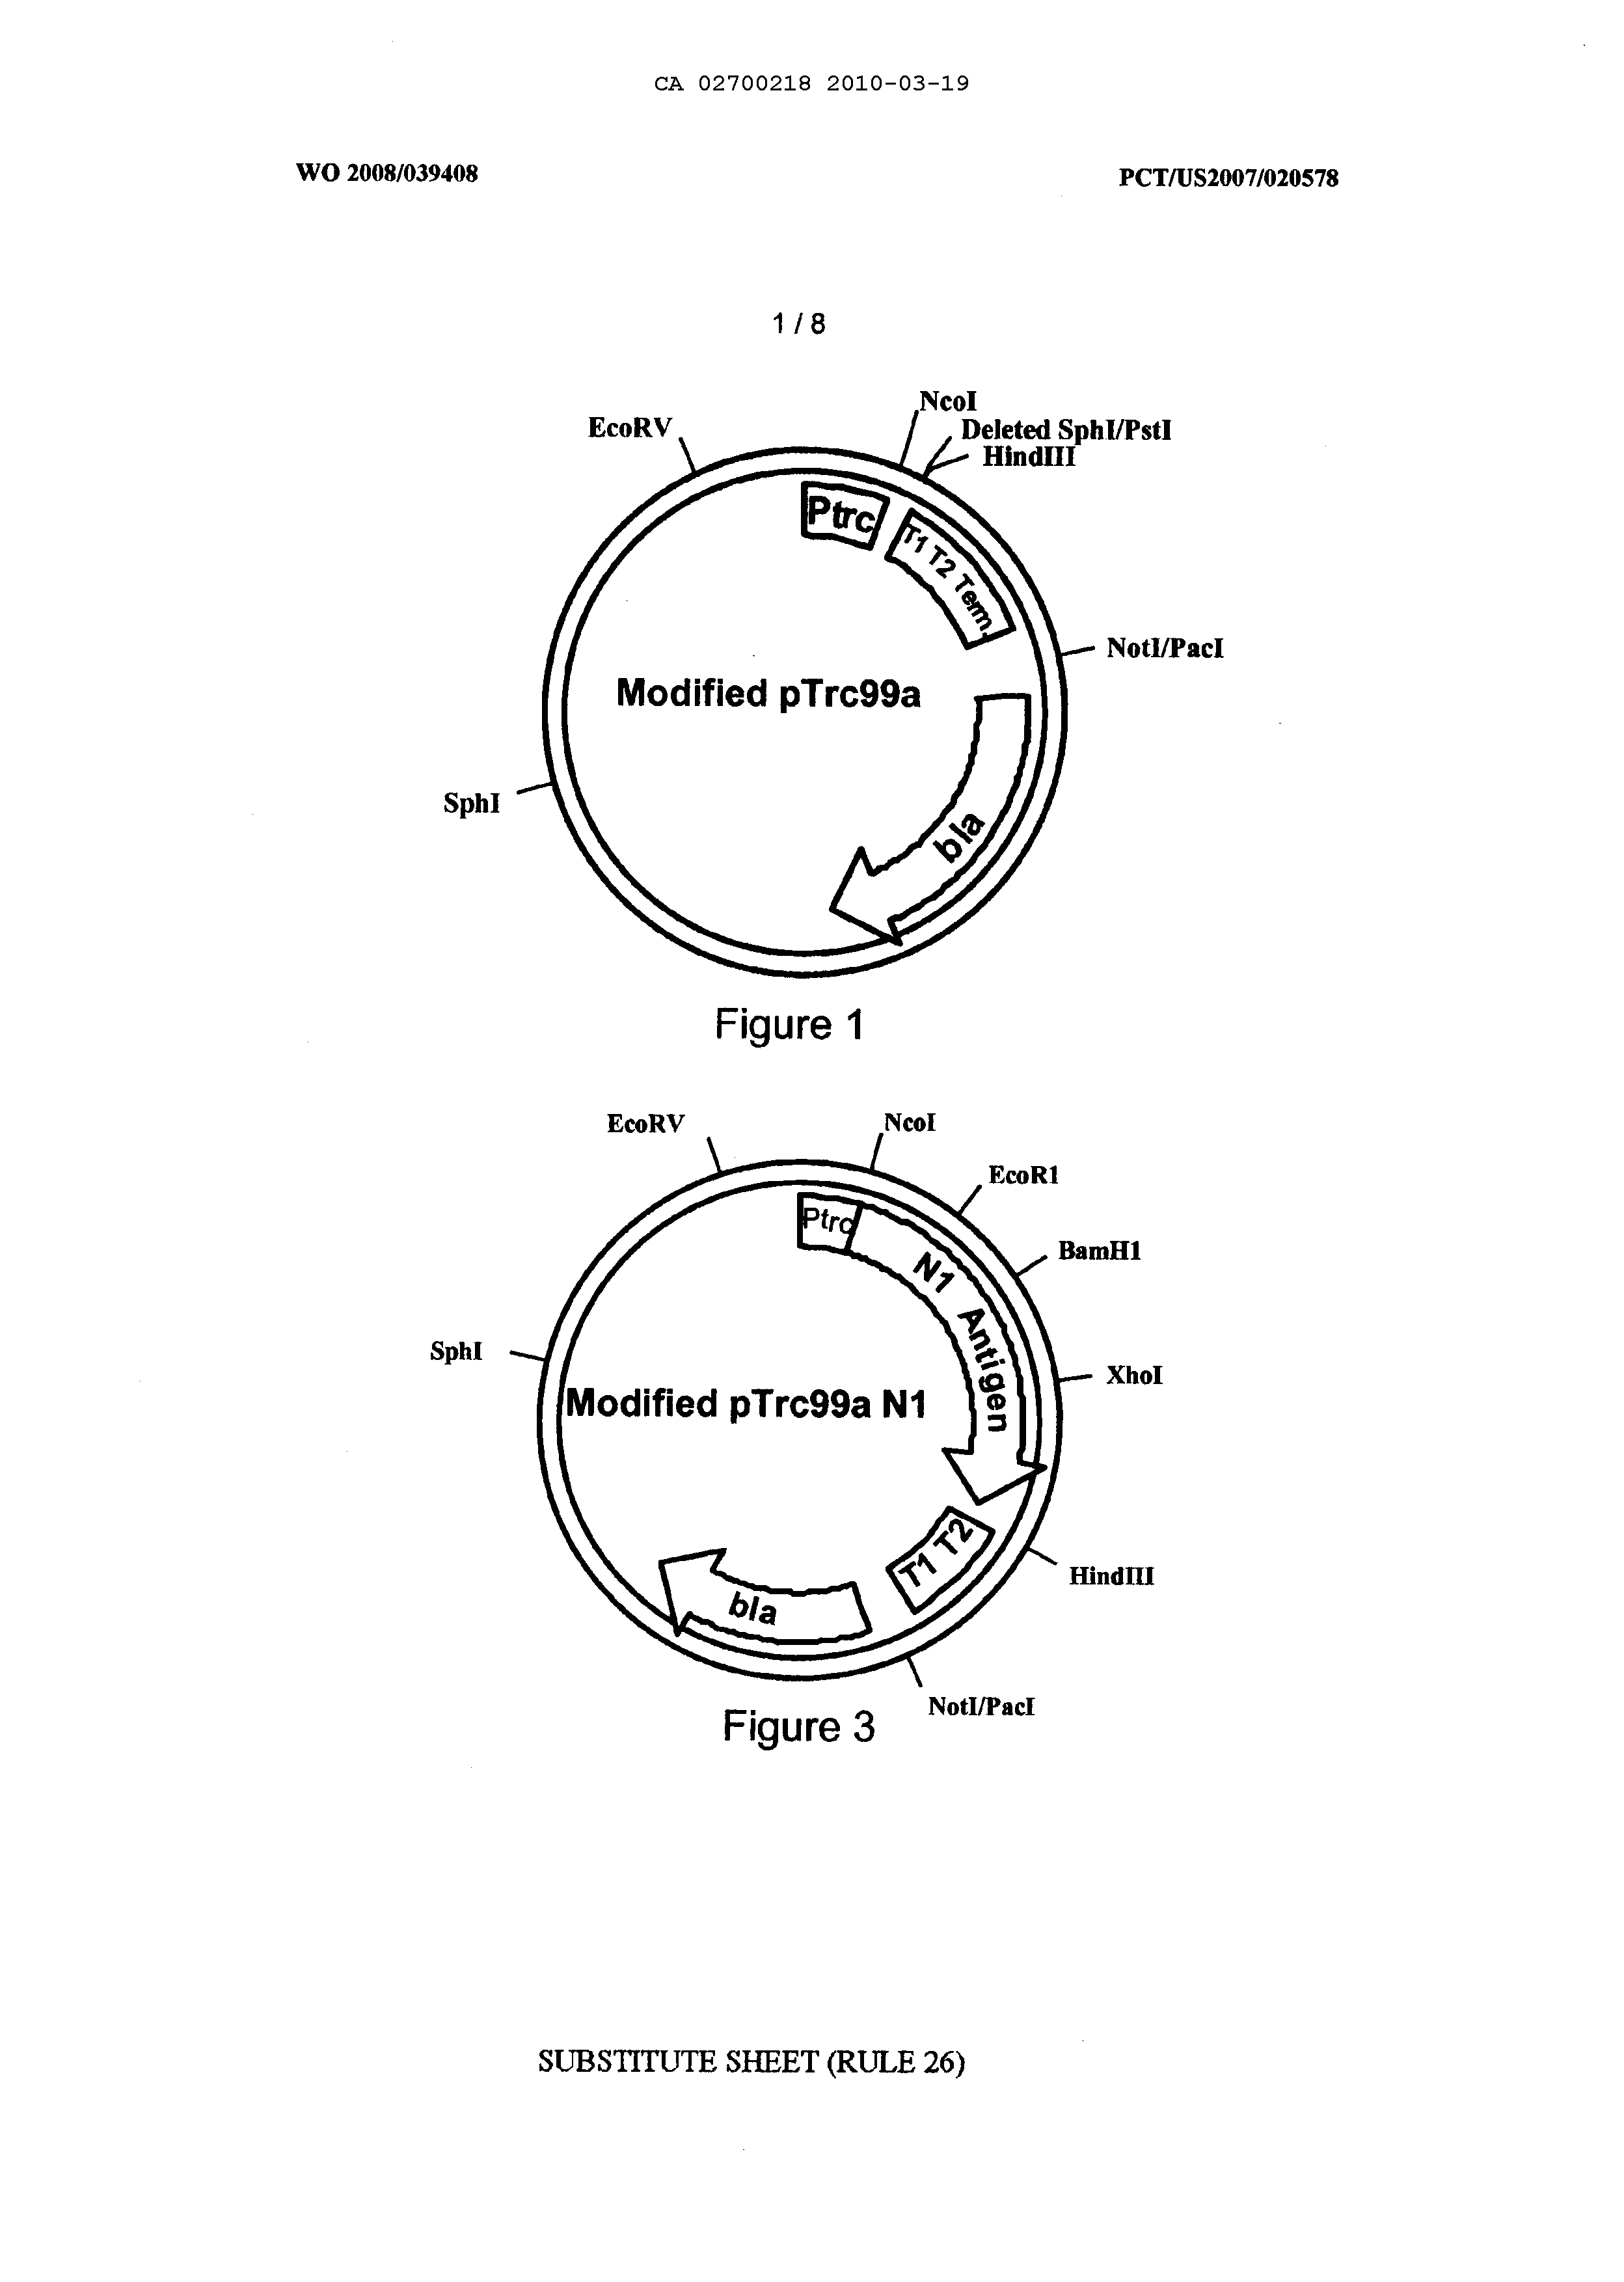 CA 02700218 2010-03-19
WO 2008/039408
PCT/US2007/020578
1 / 8
NcoI
EcoRV
Deleted SphI/PstI
HindIII
Ptrc
T1 T2 Term.
NotI/PacI
Modified pTrc99a
SphI
bla
Figure 1
EcoRV
NcoI
EcoR1
Ptrc
BamH1
N1 Antigen
SphI
XhoI
Modified pTrc99a N1
T1 T2
HindIII
bla
NotI/PacI
Figure 3
SUBSTITUTE SHEET (RULE 26)